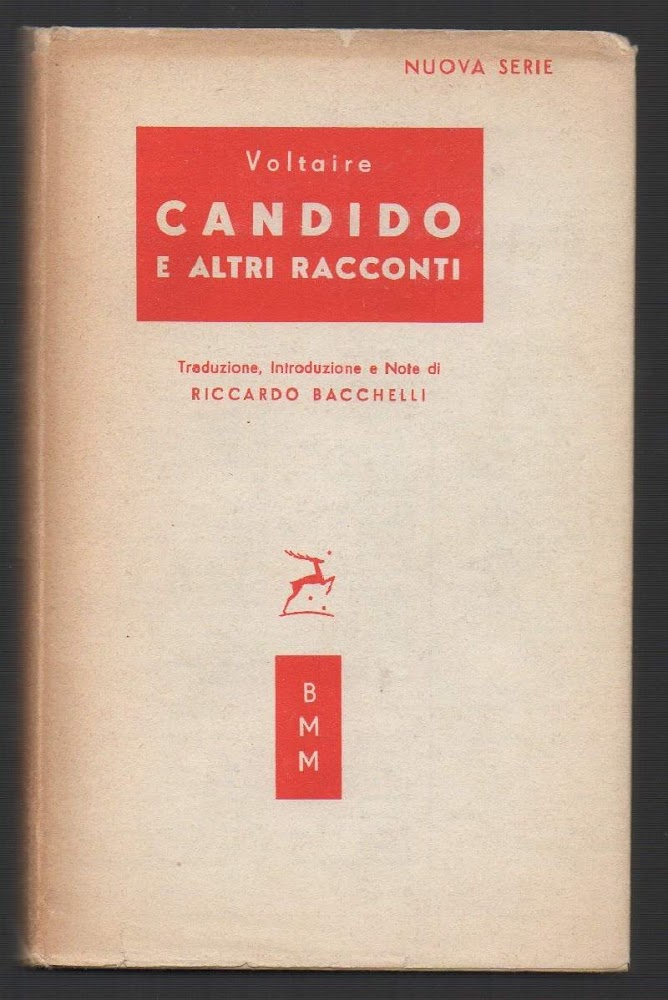 NUOVA SERIE
Voltaire
CANDIDO
E ALTRI RACCONTI
Traduzione, Introduzione e Note di
RICCARDO BACCHELLI
B
M
M